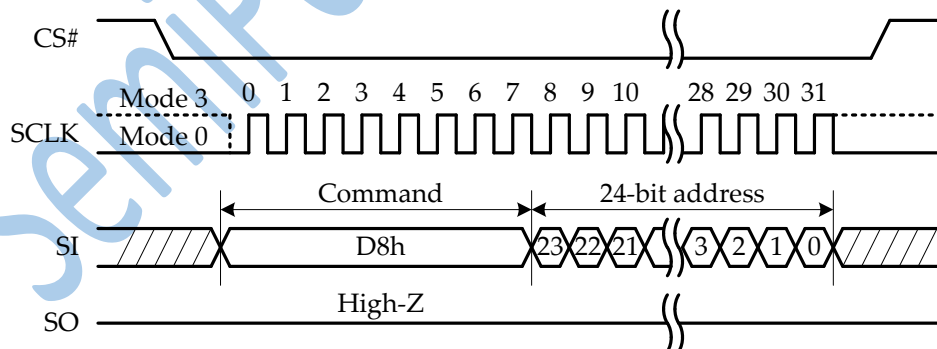 CS#
Mode 3 0 1 2 3 4 5 6 7 8 9 10 28 29 30 31
SCLK Mode 0
Command 24-bit address
SI D8h 23 22 21 3 2 1 0
High-Z
SO